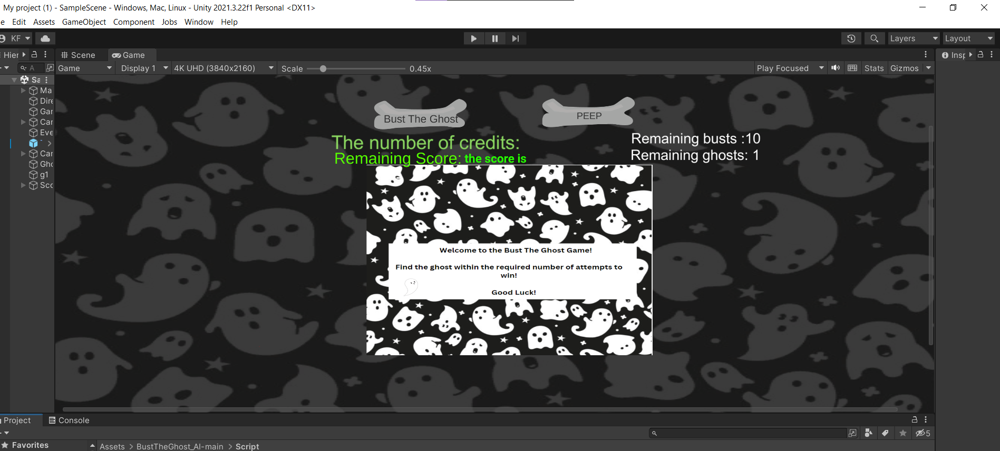 My project (1) - SampleScene - Windows, Mac, Linux - Unity 2021.3.22f1 Personal <DX11>
e Edit Assets GameObject Component Jobs Window Help
KF Layers Layout
Hier Scene Game Insp
A Game Display 1 4K UHD (3840x2160) Scale 0.45x Play Focused Stats Gizmos
Sa
Ma
Dire
Gar
Car
Eve
Car
Gho
g1
Sco
Bust The Ghost
PEEP
The number of credits:
Remaining Score: the score is
Remaining busts :10
Remaining ghosts: 1
Welcome to the Bust The Ghost Game!
Find the ghost within the required number of attempts to
win!
Good Luck!
Project Console
5
Favorites Assets > BustTheGhost_AI-main > Script